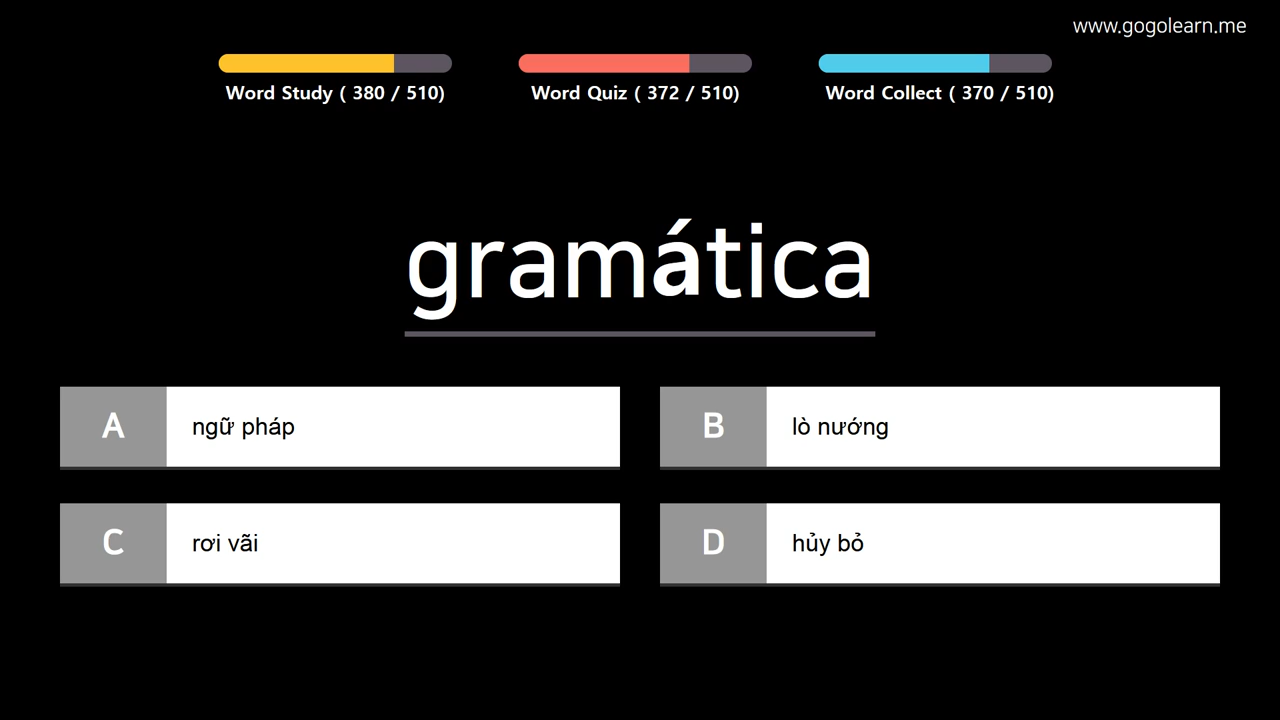 www.gogolearn.me
Word Study ( 380 / 510)
Word Quiz ( 372 / 510)
Word Collect ( 370 / 510)
gramática
A
ngữ pháp
B
lò nướng
C
rơi vãi
D
hủy bỏ